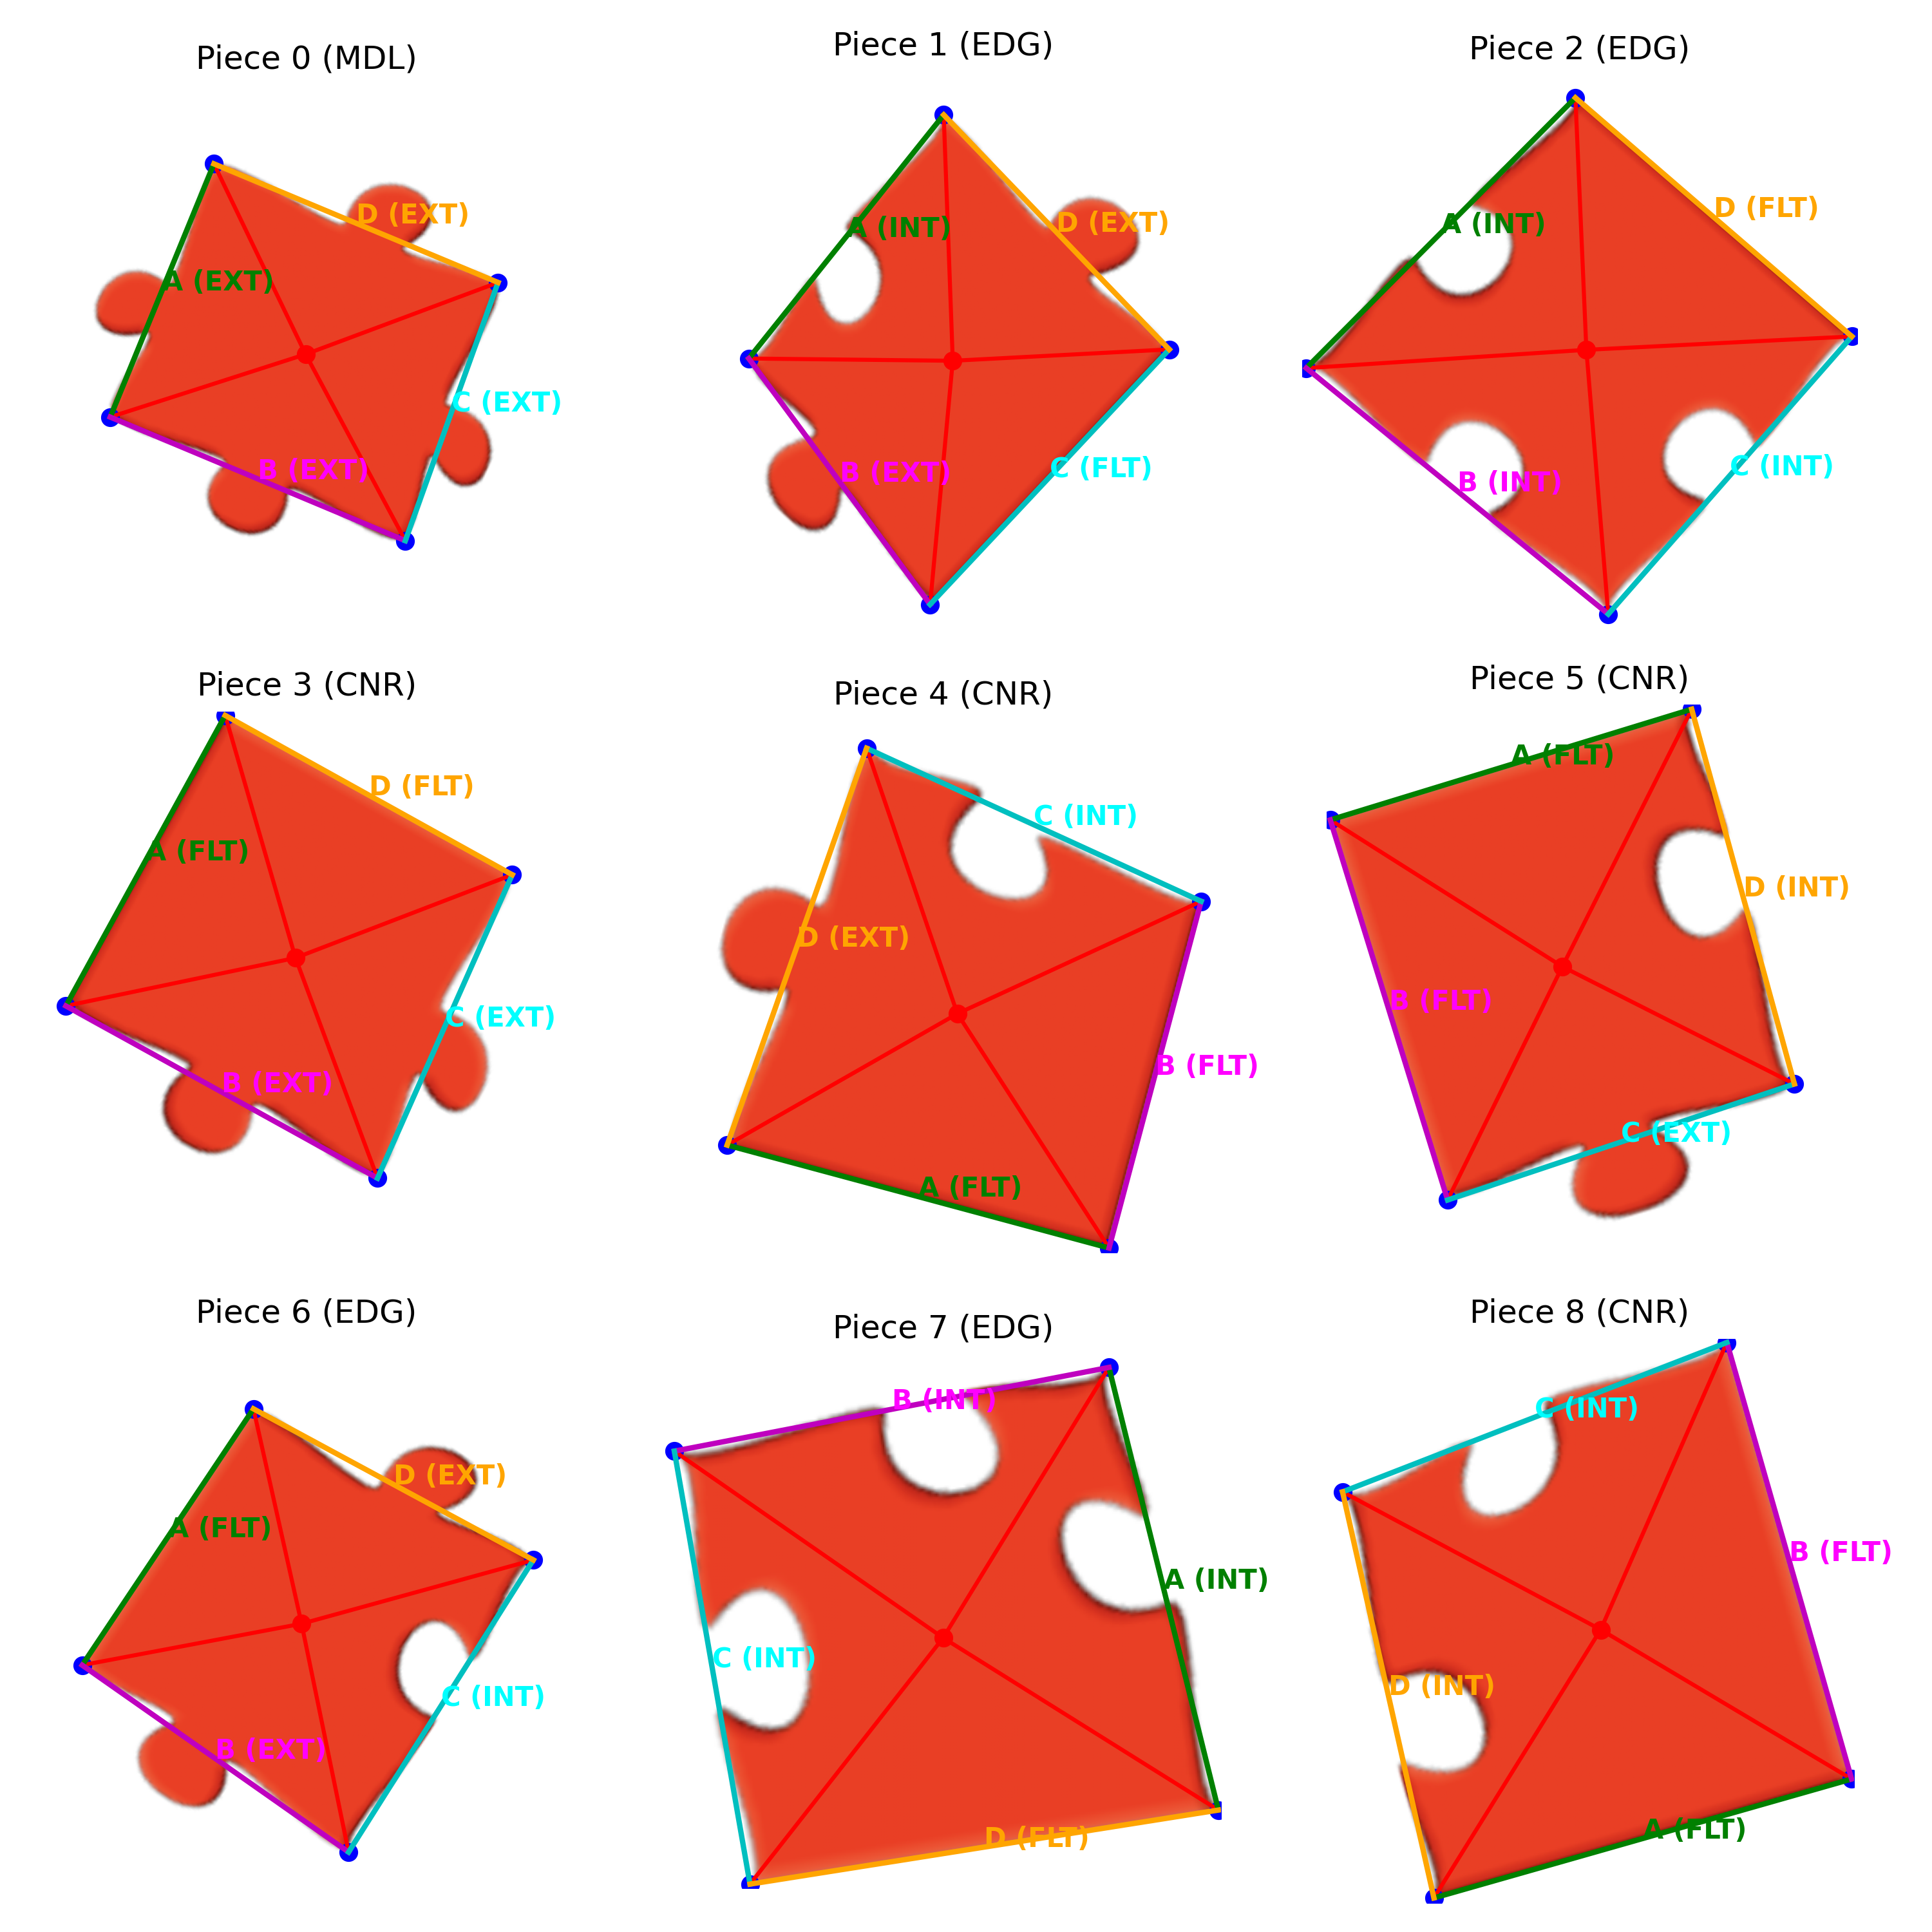 Piece 0 (MDL)
D (EXT)
A (EXT)
C (EXT)
B (EXT)
Piece 1 (EDG)
A (INT)
D (EXT)
B (EXT)
C (FLT)
Piece 2 (EDG)
D (FLT)
A (INT)
B (INT)
C (INT)
Piece 3 (CNR)
D (FLT)
A (FLT)
C (EXT)
B (EXT)
Piece 4 (CNR)
C (INT)
D (EXT)
B (FLT)
A (FLT)
Piece 5 (CNR)
A (FLT)
D (INT)
B (FLT)
C (EXT)
Piece 6 (EDG)
D (EXT)
A (FLT)
C (INT)
B (EXT)
Piece 7 (EDG)
B (INT)
A (INT)
C (INT)
D (FLT)
Piece 8 (CNR)
C (INT)
B (FLT)
D (INT)
A (FLT)